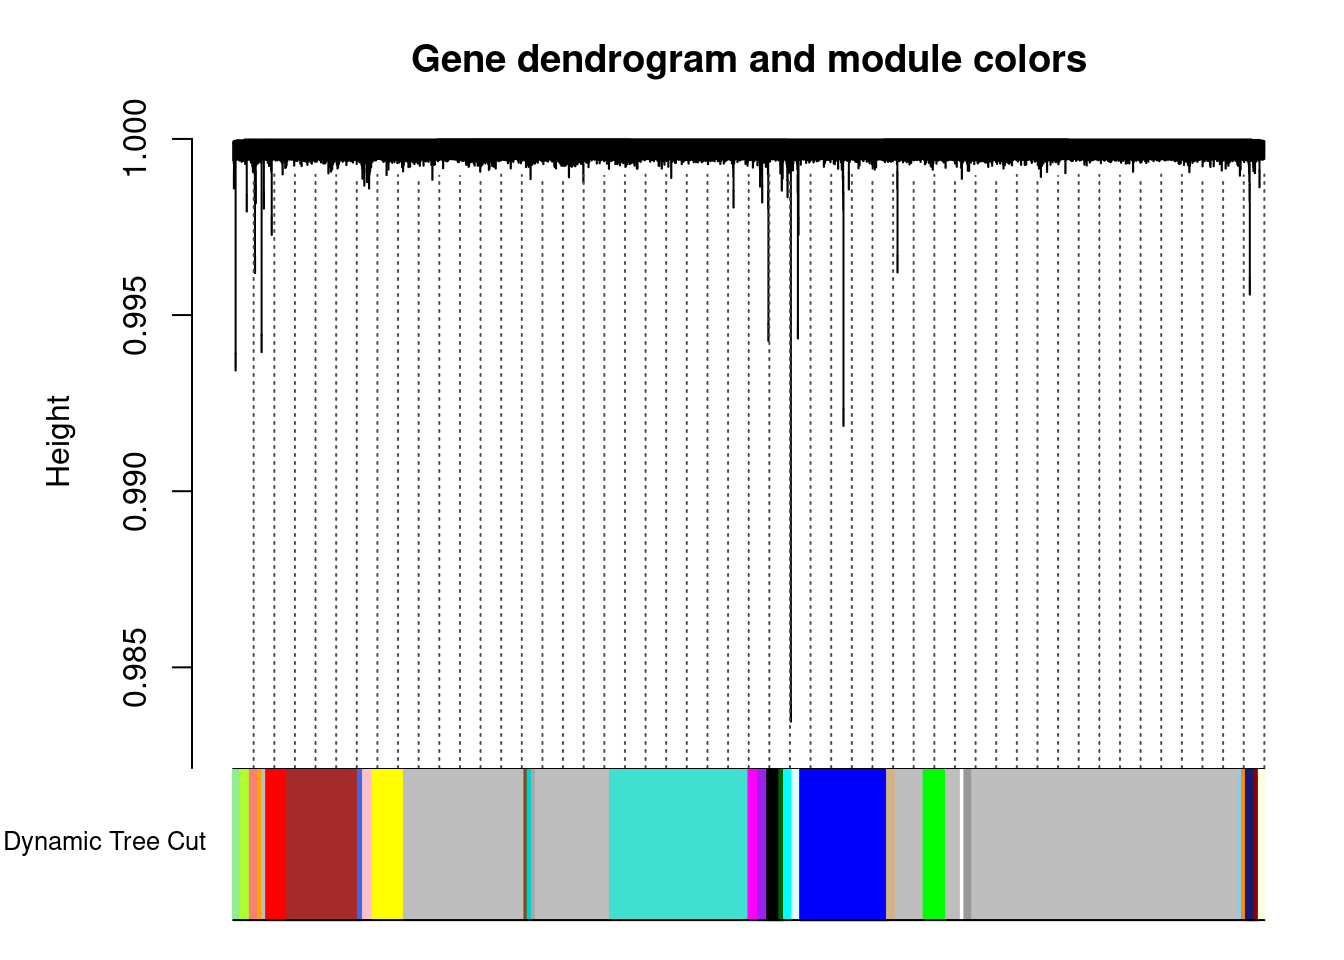 Gene dendrogram and module colors
Height
1.000
0.995
0.990
0.985
Dynamic Tree Cut